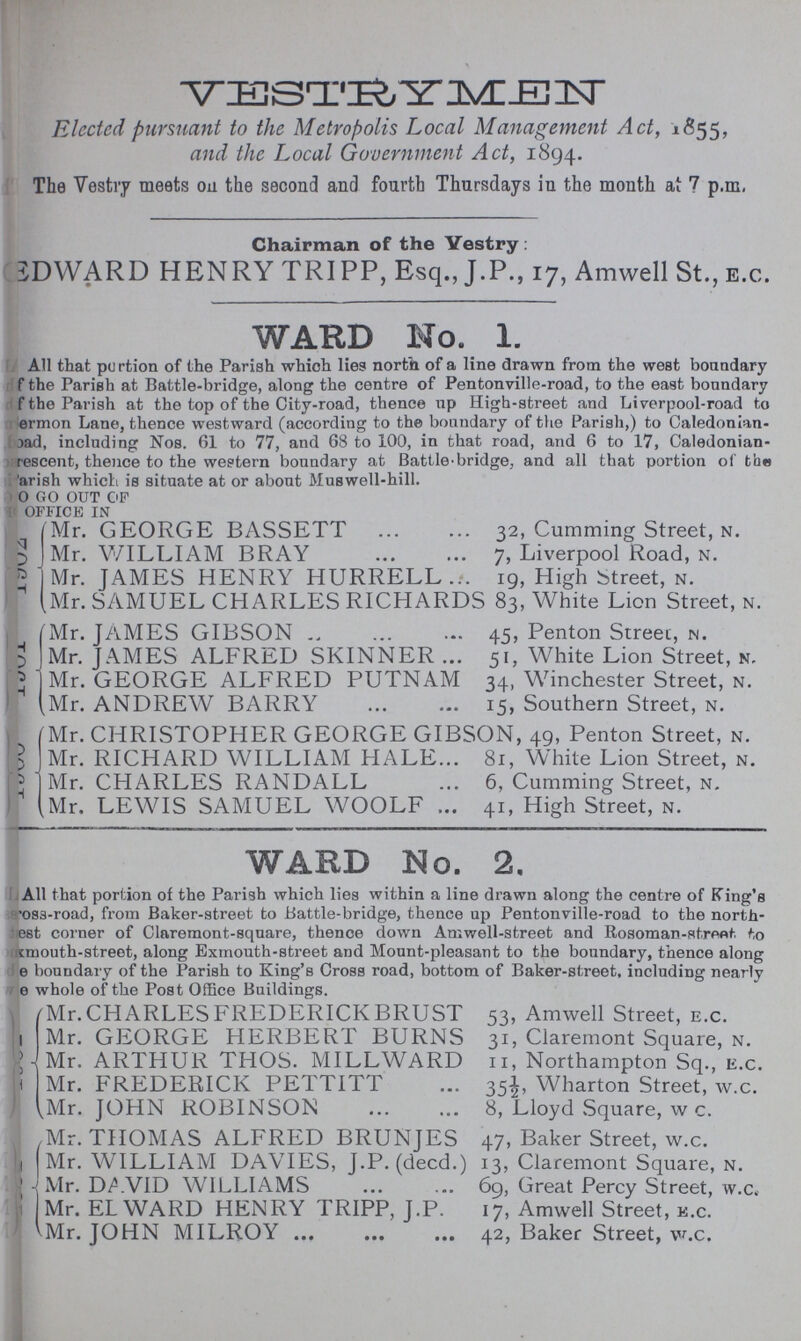 VESTRYMEN
Elected pursuant to the Metropolis Local Management Act, 1855,
and the Local Government Act, 1894.
The Vestry meets on the second and fourth Thursdays in the month at 7 p.m.
Chairman of the Vestry:
EDWARD HENRY TRIPP, Esq., J.P., 17, Amwell St., E.C.
WARD No. 1.
All that portion of the Parish which lies north of a line drawn from the west boundary
f the Parish at Battle-bridge, along the centre of Pentonville-road, to the east boundary
f the Parish at the top of the City-road, thence up High-street and Liverpool-road to
ermon Lane, thence westward (according to the boundary of the Parish,) to Caledonian-
oad, including Nos. 61 to 77, and 68 to 100, in that road, and 6 to 17, Caledonian-
rescent, thence to the western boundary at Battle-bridge, and all that portion of the
arish which is situate at or about Muswell-hill.
O GO OUT OF
OFFICE IN
Mr. GEORGE BASSETT ... ... 32, Cumming Street, N.
Mr. WILLIAM BRAY ... ... 7, Liverpool Road, N.
Mr. JAMES HENRY HURRELL ... 19, High Street, N.
Mr. SAMUEL CHARLES RICHARDS 83, White Lion Street, N.
Mr. JAMES GIBSON .. ... ... 45, Penton Street, N.
Mr. JAMES ALFRED SKINNER ... 51, White Lion Street, N.
Mr. GEORGE ALFRED PUTNAM 34, Winchester Street, N.
Mr. ANDREW BARRY ... ... 15, Southern Street, N.
Mr. CHRISTOPHER GEORGE GIBSON, 49, Penton Street, N.
Mr. RICHARD WILLIAM HALE... 81, White Lion Street, N.
Mr. CHARLES RANDALL ... 6, Cumming Street, N.
Mr. LEWIS SAMUEL WOOLF ... 41, High Street, N.
WARD No. 2.
All that portion of the Parish which lies within a line drawn along the centre of King's
ross-road, from Baker-street to Battle-bridge, thence up Pentonville-road to the north-
est corner of Claremont-square, thence down Amwell-street and Rosoman-street to
xmouth-street, along Exmouth-street and Mount-pleasant to the boundary, thence along
e boundary of the Parish to King's Cross road, bottom of Baker-street, including nearly
e whole of the Post Office Buildings.
Mr. CHARLES FREDERICK BRUST 53, Amwell Street, E.C.
Mr. GEORGE HERBERT BURNS 31, Claremont Square, N.
Mr. ARTHUR THOS. MILLWARD 11, Northampton Sq., E.C.
Mr. FREDERICK PETTITT ... 35½, Wharton Street, W.C.
Mr. JOHN ROBINSON ... ... 8, Lloyd Square, W C.
Mr. THOMAS ALFRED BRUNJES 47, Baker Street, W.C.
Mr. WILLIAM DAVIES, J.P. (decd.) 13, Claremont Square, N.
Mr. DAVID WILLIAMS ... ... 69, Great Percy Street, W.C.
Mr. EDWARD HENRY TRIPP, J.P. 17, Amwell Street, E.C.
Mr. JOHN MILROY ... ... ... 42, Baker Street, W.C.